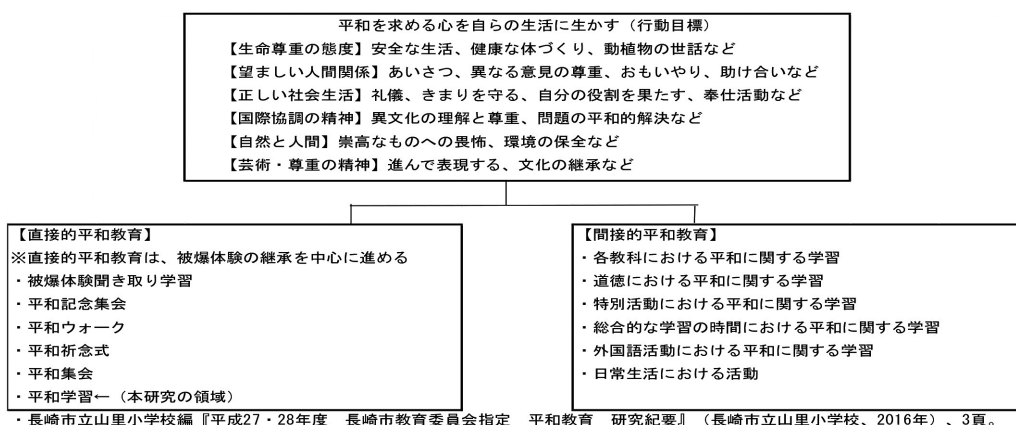 平和を求める心を自らの生活に生かす（行動目標）
【生命尊重の態度】安全な生活、健康な体づくり、動植物の世話など
【望ましい人間関係】あいさつ、異なる意見の尊重、おもいやり、助け合いなど
【正しい社会生活】礼儀、きまりを守る、自分の役割を果たす、奉仕活動など
【国際協調の精神】異文化の理解と尊重、問題の平和的解決など
【自然と人間】崇高なものへの畏怖、環境の保全など
【芸術・尊重の精神】進んで表現する、文化の継承など
【直接的平和教育】
※直接的平和教育は、被爆体験の継承を中心に進める
・被爆体験聞き取り学習
・平和記念集会
・平和ウォーク
・平和祈念式
・平和集会
・平和学習←（本研究の領域）
【間接的平和教育】
・各教科における平和に関する学習
・道徳における平和に関する学習
・特別活動における平和に関する学習
・総合的な学習の時間における平和に関する学習
・外国語活動における平和に関する学習
・日常生活における活動
・長崎市立山里小学校編『平成27・28年度　長崎市教育委員会指定　平和教育　研究紀要』（長崎市立山里小学校、2016年）、3頁。